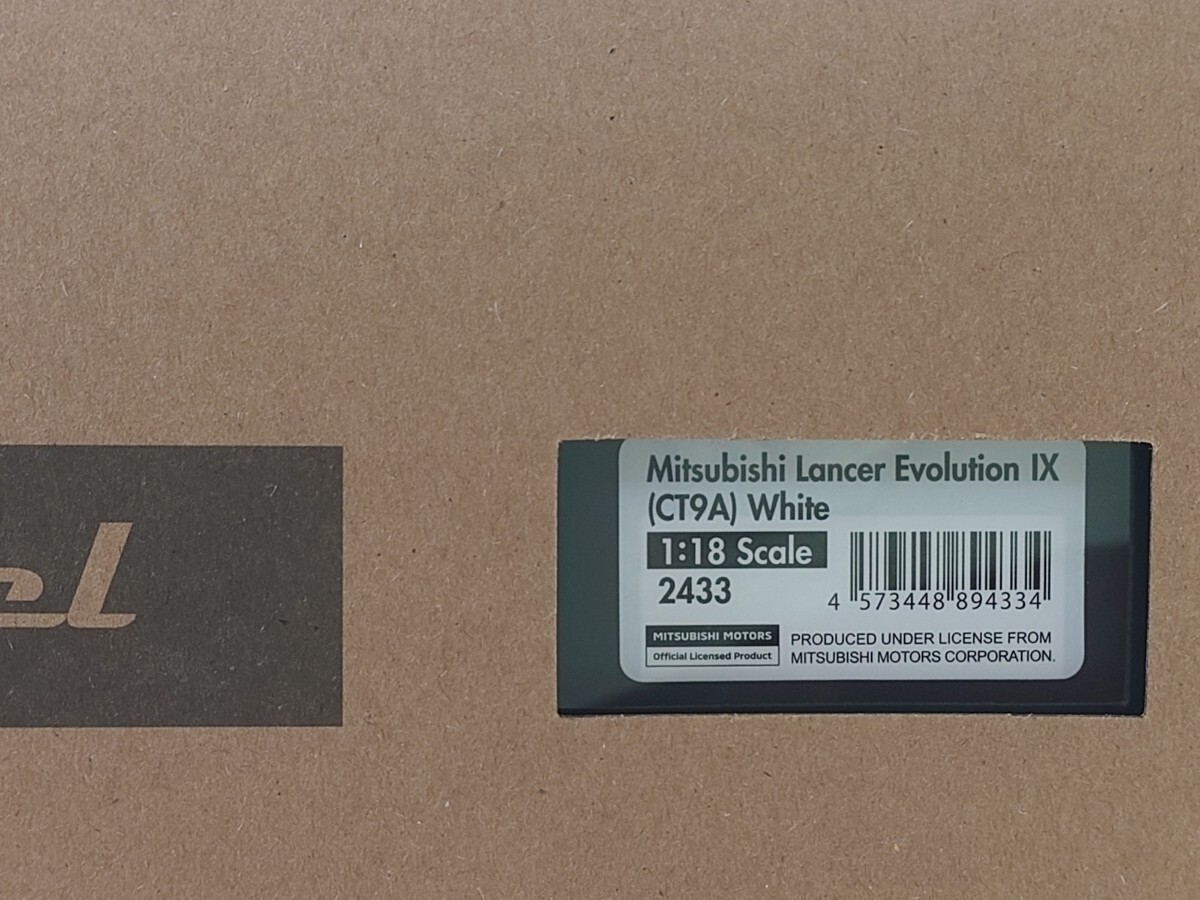 Mitsubishi Lancer Evolution IX
(CT9A) White
1:18 Scale
2433
4 573448 894334
MITSUBISHI MOTORS
Official Licensed Product
PRODUCED UNDER LICENSE FROM
MITSUBISHI MOTORS CORPORATION.